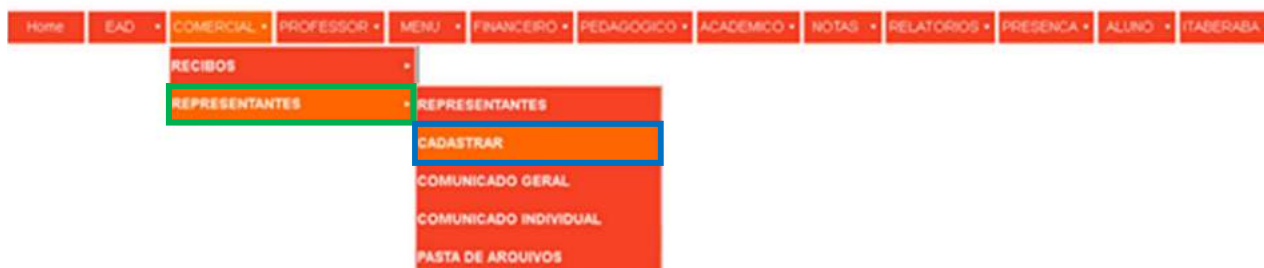 Home EAD COMERCIAL PROFESSOR MENU FINANCEIRO PEDAGOGICO ACADEMICO NOTAS RELATORIOS PRESENCA ALUNO ITABERABA
RECIBOS
REPRESENTANTES REPRESENTANTES
CADASTRAR
COMUNICADO GERAL
COMUNICADO INDIVIDUAL
PASTA DE ARQUIVOS